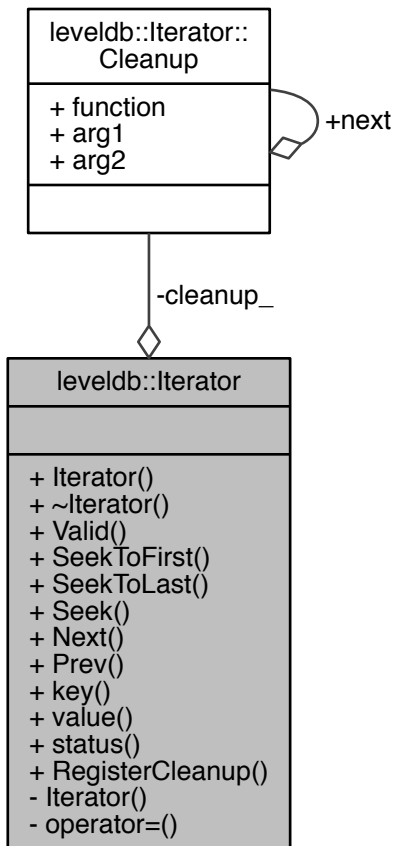 leveldb::Iterator::
Cleanup
+ function
+ arg1
+ arg2
+next
-cleanup_
leveldb::Iterator
+ Iterator()
+ ~Iterator()
+ Valid()
+ SeekToFirst()
+ SeekToLast()
+ Seek()
+ Next()
+ Prev()
+ key()
+ value()
+ status()
+ RegisterCleanup()
- Iterator()
- operator=()